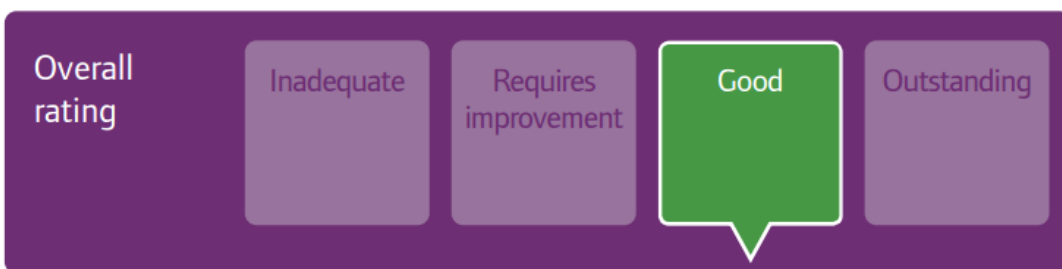 Overall
rating
Inadequate
Requires
improvement
Good
Outstanding